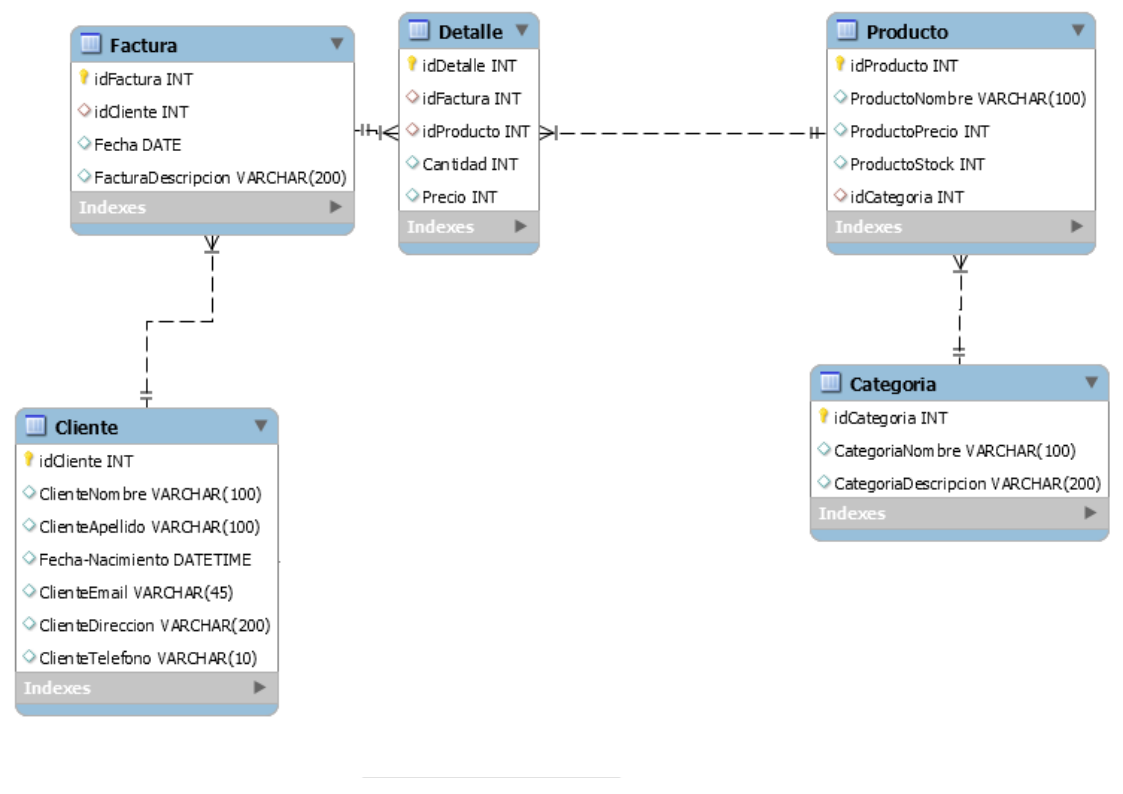 Factura
idFactura INT
idCliente INT
Fecha DATE
FacturaDescripcion VARCHAR(200)
Indexes
Detalle
idDetalle INT
idFactura INT
idProducto INT
Cantidad INT
Precio INT
Indexes
Producto
idProducto INT
ProductoNombre VARCHAR(100)
ProductoPrecio INT
ProductoStock INT
idCategoria INT
Indexes
Cliente
idCliente INT
ClienteNombre VARCHAR(100)
ClienteApellido VARCHAR(100)
Fecha-Nacimiento DATETIME
ClienteEmail VARCHAR(45)
ClienteDireccion VARCHAR(200)
ClienteTelefono VARCHAR(10)
Indexes
Categoria
idCategoria INT
CategoriaNombre VARCHAR(100)
CategoriaDescripcion VARCHAR(200)
Indexes